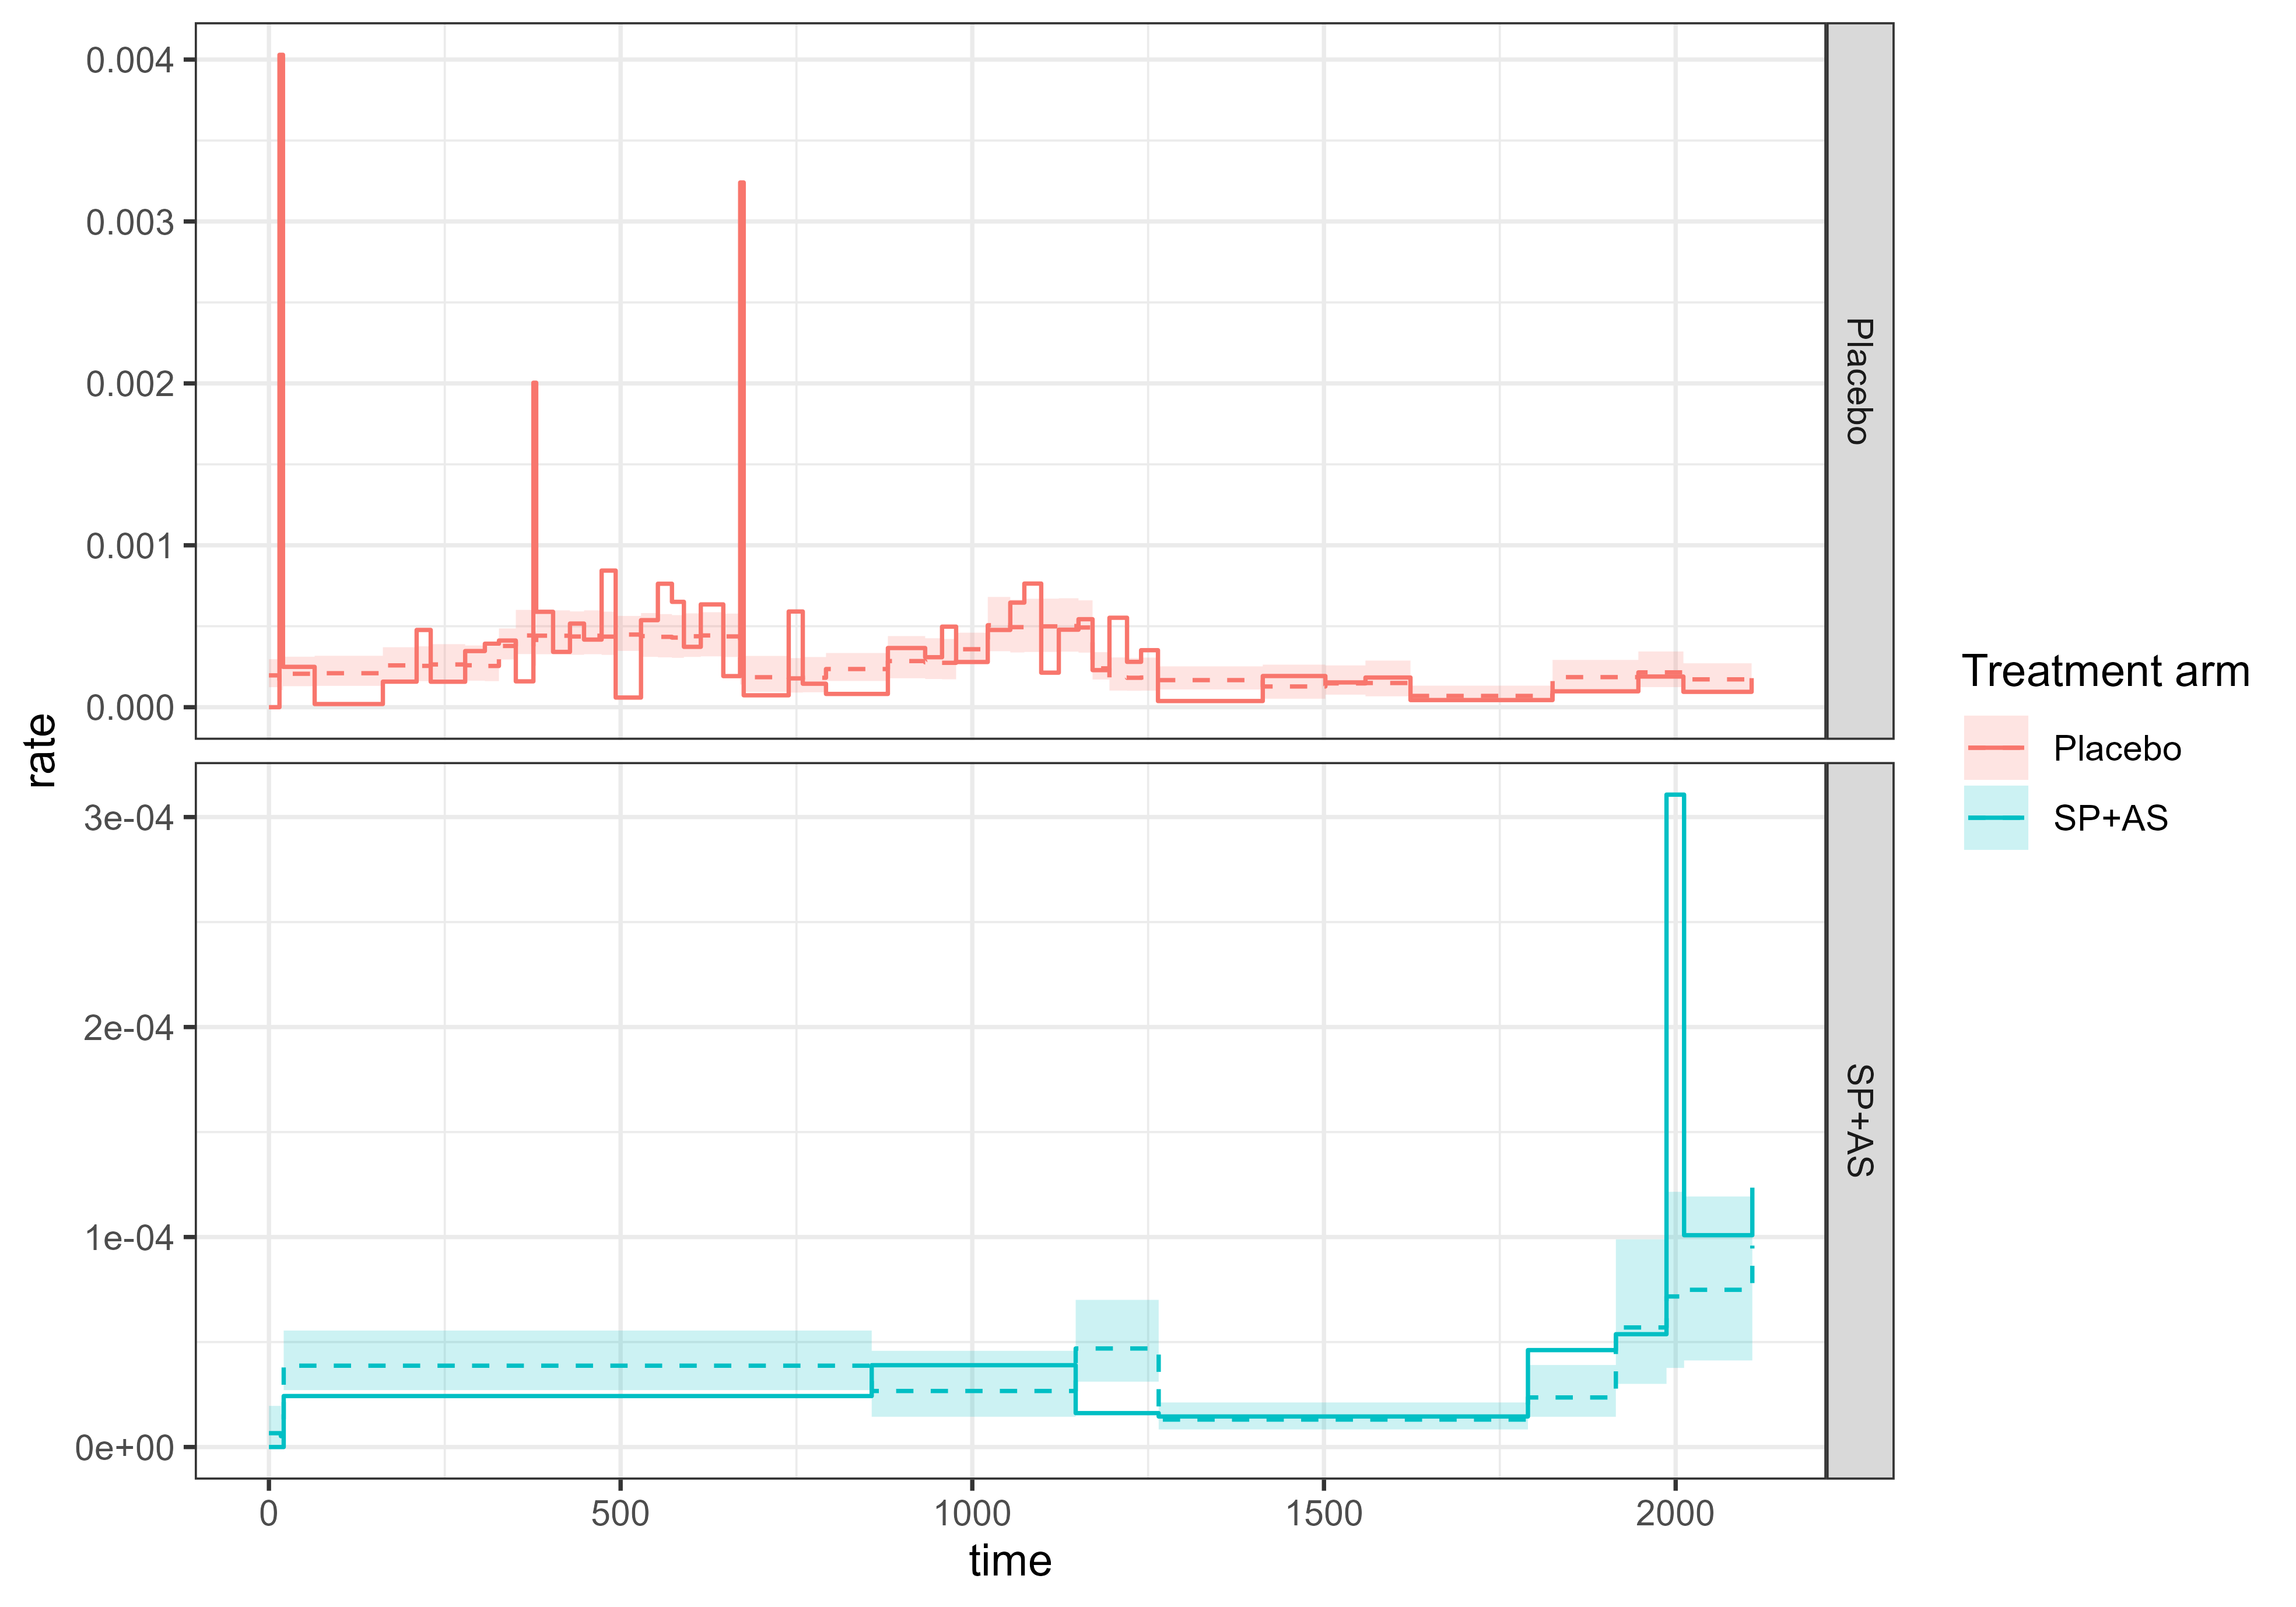 rate
0.004
0.003
0.002
0.001
0.000
Placebo
3e-04
2e-04
1e-04
0e+00
SP+AS
0
500
1000
1500
2000
time
Treatment arm
Placebo
SP+AS